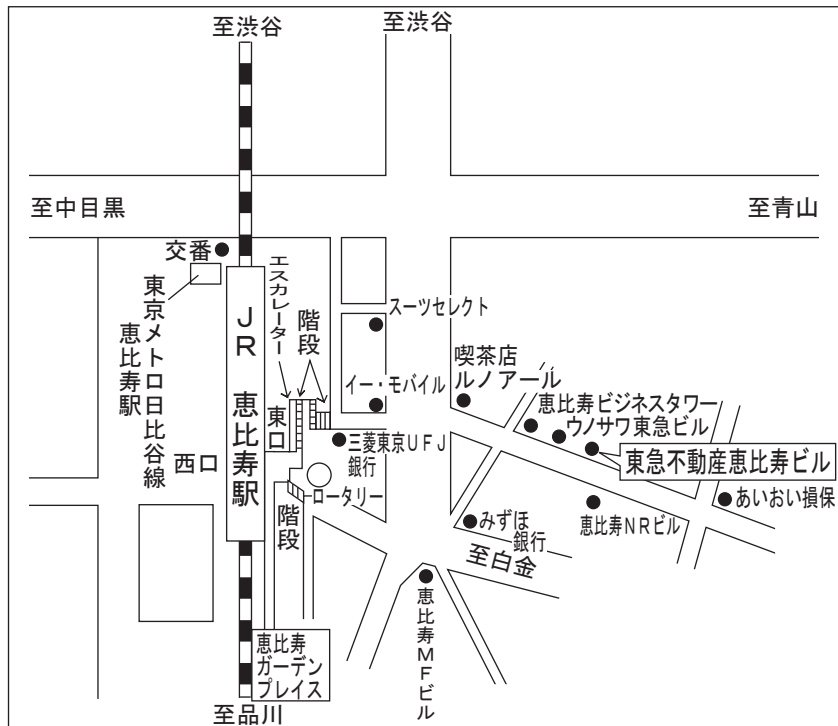 至渋谷
至渋谷
至中目黒
至青山
交番
エスカレーター
階段
東京メトロ日比谷線
恵比寿駅
JR 恵比寿駅
スーツセレクト
喫茶店
ルノアール
イー・モバイル
恵比寿ビジネスタワー
ウノサワ東急ビル
東急不動産恵比寿ビル
東口
三菱東京UFJ
銀行
西口
ロータリー
階段
あいおい損保
みずほ
銀行
恵比寿NRビル
至白金
恵比寿MFビル
恵比寿
ガーデン
プレイス
至品川